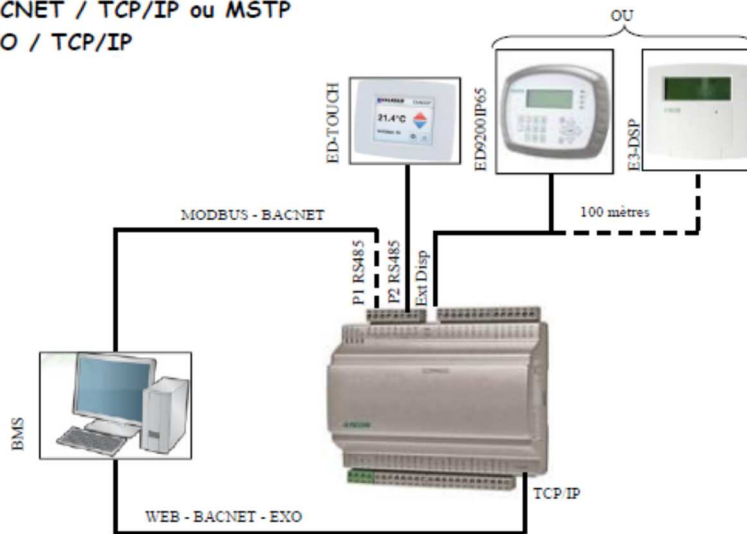 CNET / TCP/IP ou MSTP
O / TCP/IP
OU
ED-TOUCH
21.4°C
ED9200IP65
E3-DSP
100 mètres
MODBUS - BACNET
P1 RS485
P2 RS485
Ext Disp
BMS
TCP/IP
WEB - BACNET - EXO